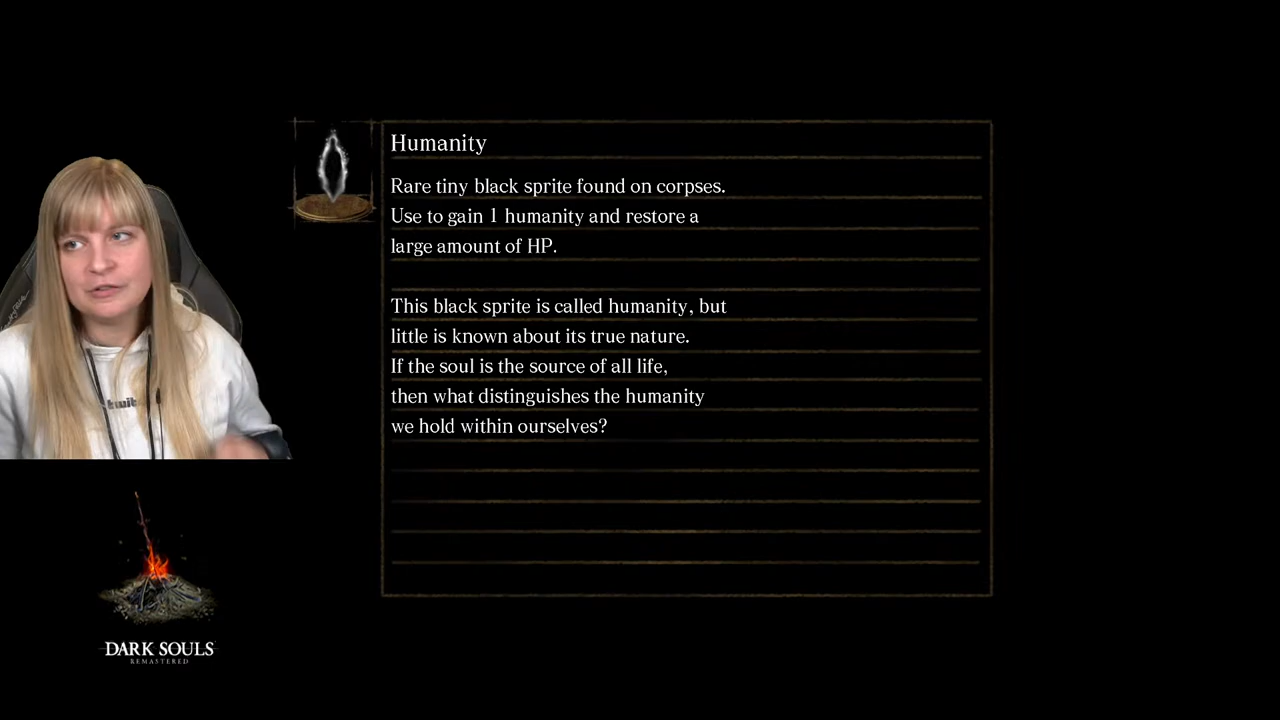 Humanity
Rare tiny black sprite found on corpses.
Use to gain 1 humanity and restore a
large amount of HP.
This black sprite is called humanity, but
little is known about its true nature.
If the soul is the source of all life,
then what distinguishes the humanity
we hold within ourselves?
DARK SOULS
REMASTERED